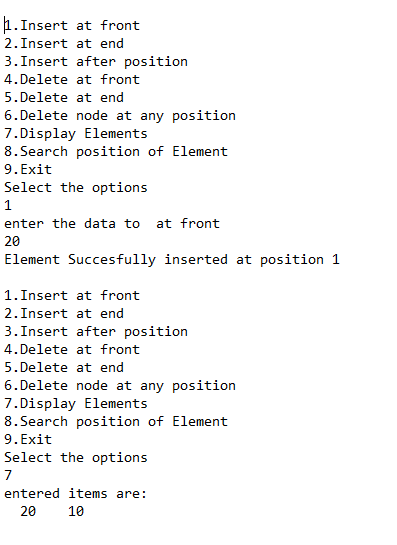 1.Insert at front
2.Insert at end
3.Insert after position
4.Delete at front
5.Delete at end
6.Delete node at any position
7.Display Elements
8.Search position of Element
9.Exit
Select the options
1
enter the data to  at front
20
Element Succesfully inserted at position 1

1.Insert at front
2.Insert at end
3.Insert after position
4.Delete at front
5.Delete at end
6.Delete node at any position
7.Display Elements
8.Search position of Element
9.Exit
Select the options
7
entered items are:
  20    10